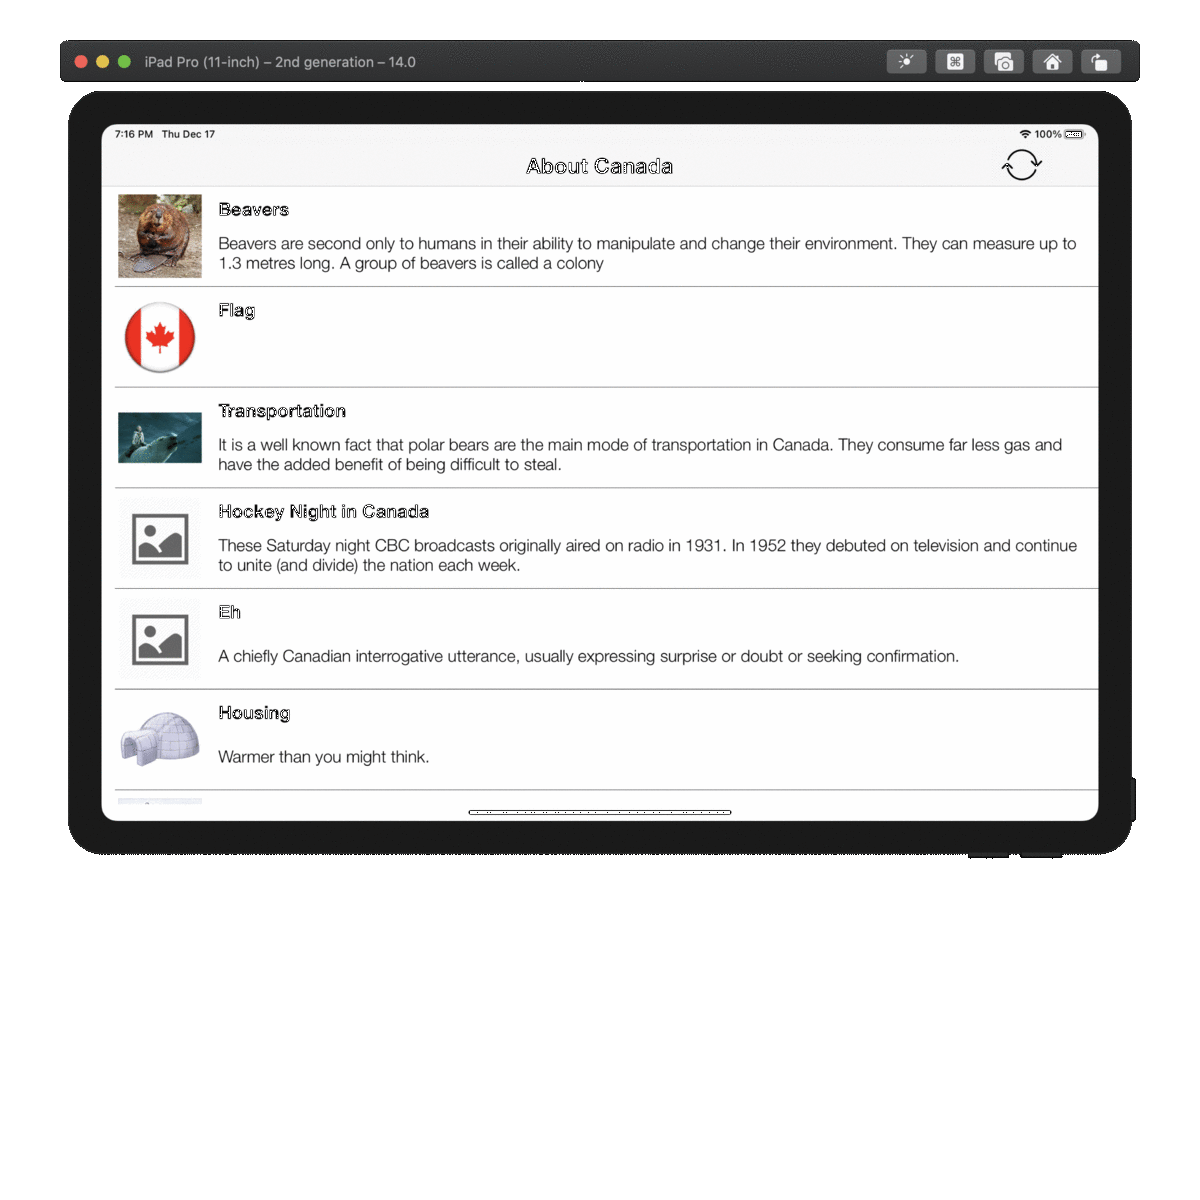 iPad Pro (11-inch) – 2nd generation – 14.0
7:16 PM Thu Dec 17
100%
About Canada
Beavers
Beavers are second only to humans in their ability to manipulate and change their environment. They can measure up to
1.3 metres long. A group of beavers is called a colony
Flag
Transportation
It is a well known fact that polar bears are the main mode of transportation in Canada. They consume far less gas and
have the added benefit of being difficult to steal.
Hockey Night in Canada
These Saturday night CBC broadcasts originally aired on radio in 1931. In 1952 they debuted on television and continue
to unite (and divide) the nation each week.
Eh
A chiefly Canadian interrogative utterance, usually expressing surprise or doubt or seeking confirmation.
Housing
Warmer than you might think.